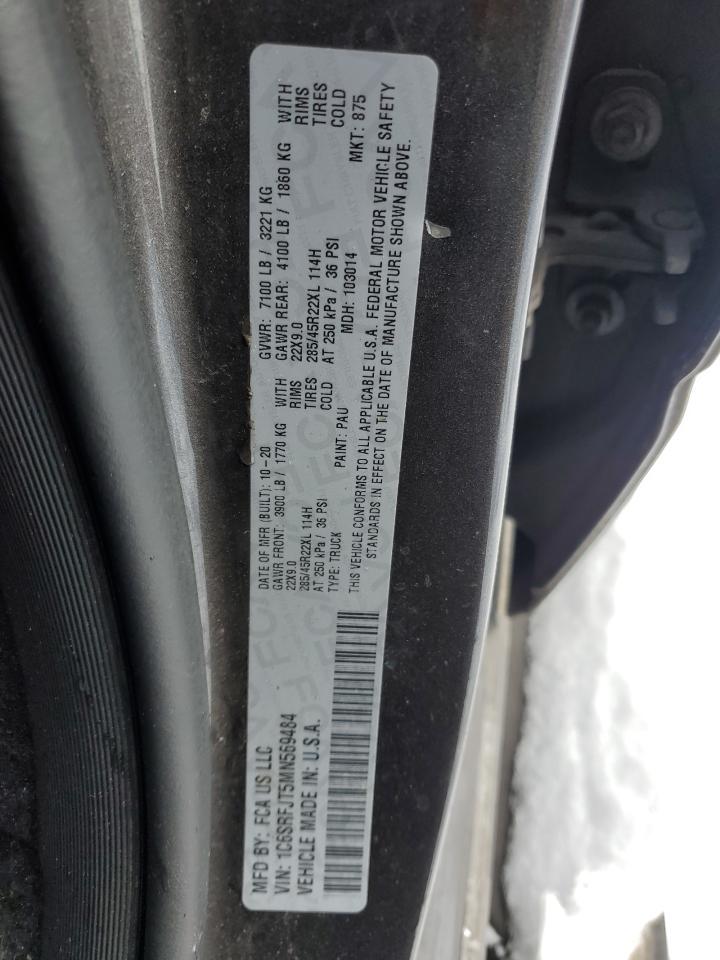 MFD BY: FCA US LLC
VIN: 1C6SRFJT5MN569484
VEHICLE MADE IN: U.S.A.
DATE OF MFR (BUILT): 10-20
GAWR FRONT: 3900 LB / 1770 KG WITH
22X9.0 RIMS
285/45R22XL 114H TIRES
AT 250 kPa / 36 PSI COLD
TYPE: TRUCK
GVWR: 7100 LB / 3221 KG
GAWR REAR: 4100 LB / 1860 KG WITH
22X9.0 RIMS
285/45R22XL 114H TIRES
AT 250 kPa / 36 PSI COLD
PAINT: PAU
MDH: 103014
MKT: 875
THIS VEHICLE CONFORMS TO ALL APPLICABLE U.S.A. FEDERAL MOTOR VEHICLE SAFETY
STANDARDS IN EFFECT ON THE DATE OF MANUFACTURE SHOWN ABOVE.